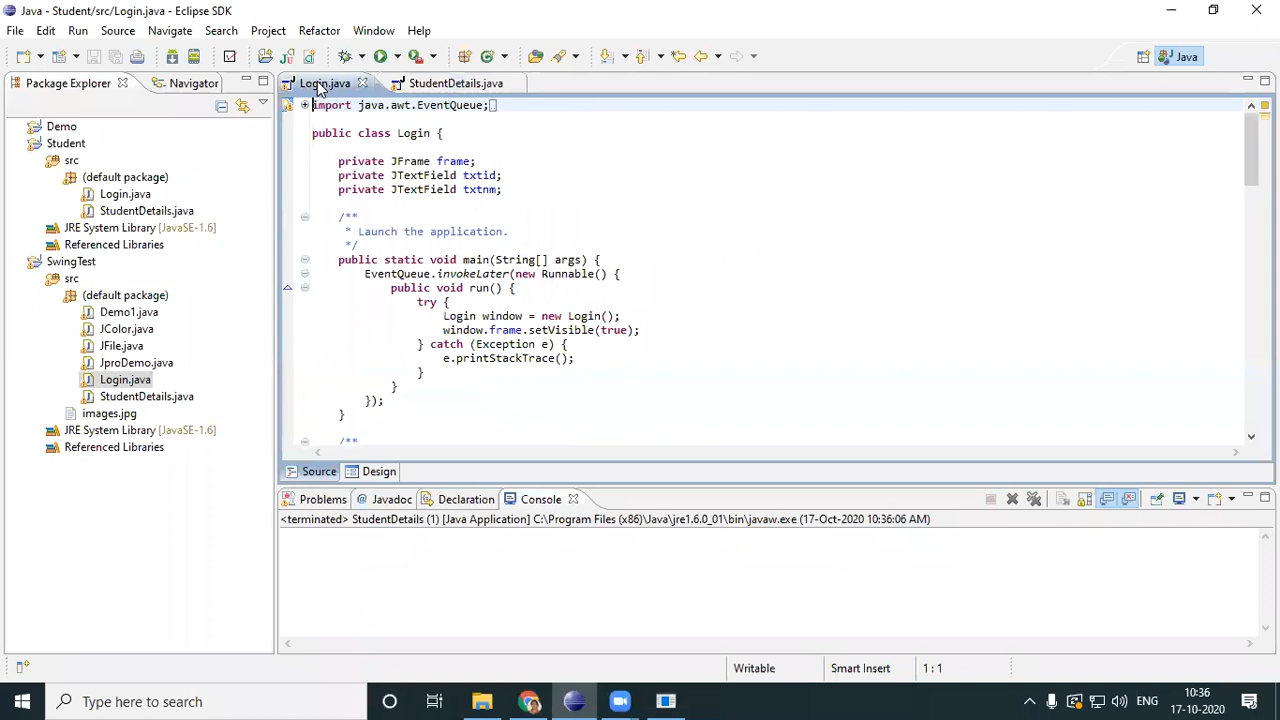 Java - Student/src/Login.java - Eclipse SDK
File Edit Run Source Navigate Search Project Refactor Window Help
Java
Package Explorer Navigator
Login.java StudentDetails.java
Demo
Student
src
(default package)
Login.java
StudentDetails.java
JRE System Library [JavaSE-1.6]
Referenced Libraries
SwingTest
src
(default package)
Demo1.java
JColor.java
JFile.java
JproDemo.java
Login.java
StudentDetails.java
images.jpg
JRE System Library [JavaSE-1.6]
Referenced Libraries
import java.awt.EventQueue;
public class Login {
private JFrame frame;
private JTextField txtid;
private JTextField txtnm;
/**
* Launch the application.
*/
public static void main(String[] args) {
EventQueue.invokeLater(new Runnable() {
public void run() {
try {
Login window = new Login();
window.frame.setVisible(true);
} catch (Exception e) {
e.printStackTrace();
}
}
});
}
/**
Source Design
Problems @ Javadoc Declaration Console
<terminated> StudentDetails (1) [Java Application] C:\Program Files (x86)\Java\jre1.6.0_01\bin\javaw.exe (17-Oct-2020 10:36:06 AM)
Writable Smart Insert 1 : 1
Type here to search
ENG
10:36
17-10-2020